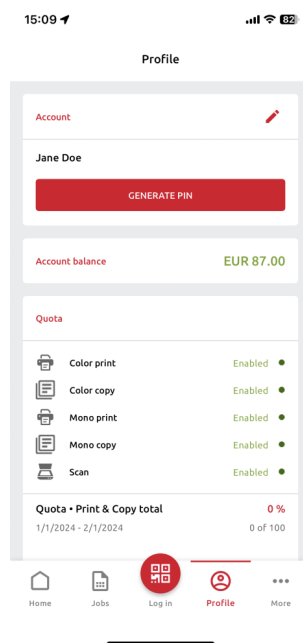 15:09
82
Profile
Account
Jane Doe
GENERATE PIN
Account balance EUR 87.00
Quota
Color print Enabled
Color copy Enabled
Mono print Enabled
Mono copy Enabled
Scan Enabled
Quota • Print & Copy total 0 %
1/1/2024 - 2/1/2024 0 of 100
Home Jobs Log in Profile More